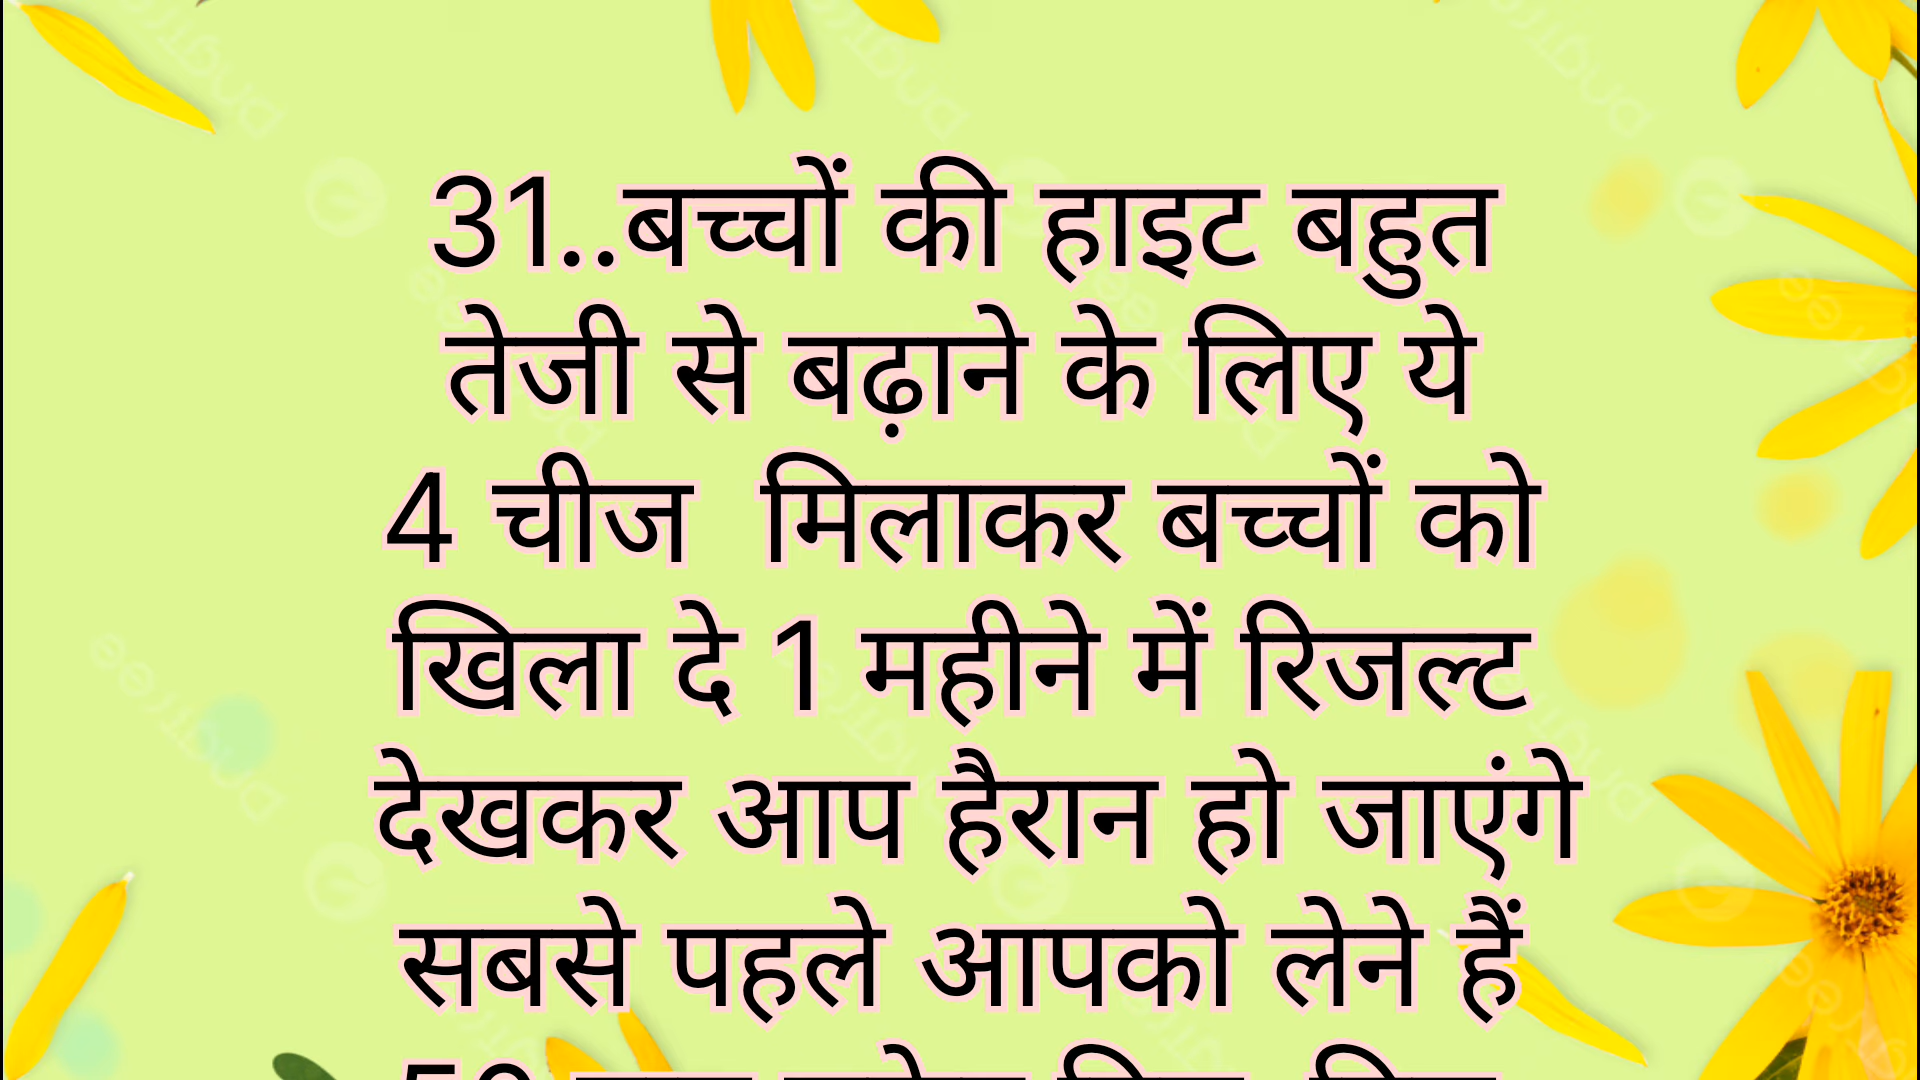 31..बच्चों की हाइट बहुत
तेजी से बढ़ाने के लिए ये
4 चीज  मिलाकर बच्चों को
खिला दे 1 महीने में रिजल्ट
देखकर आप हैरान हो जाएंगे
सबसे पहले आपको लेने हैं